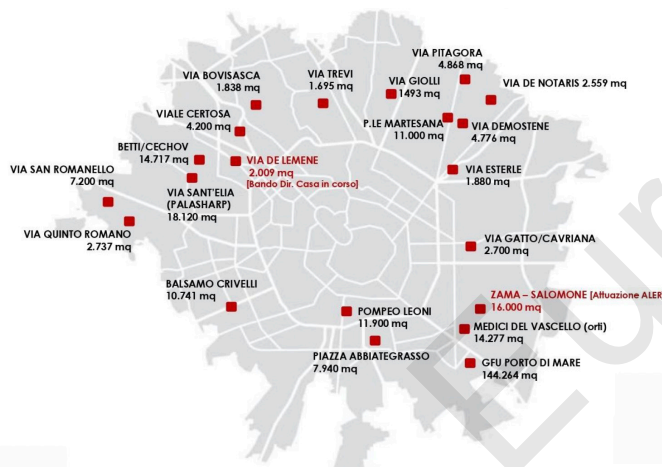 VIA PITAGORA
4.868 mq
VIA BOVISASCA
1.838 mq
VIA TREVI
1.695 mq
VIA GIOLLI
1493 mq
VIA DE NOTARIS 2.559 mq
VIALE CERTOSA
4.200 mq
P.LE MARTESANA
11.000 mq
VIA DEMOSTENE
4.776 mq
BETTI/CECHOV
14.717 mq
VIA DE LEMENE
2.009 mq
[Bando Dir. Casa in corso]
VIA SAN ROMANELLO
7.200 mq
VIA ESTERLE
1.880 mq
VIA SANT'ELIA
(PALASHARP)
18.120 mq
VIA QUINTO ROMANO
2.737 mq
VIA GATTO/CAVRIANA
2.700 mq
BALSAMO CRIVELLI
10.741 mq
ZAMA – SALOMONE [Attuazione ALER
16.000 mq
POMPEO LEONI
11.900 mq
MEDICI DEL VASCELLO (orti)
14.277 mq
PIAZZA ABBIATEGRASSO
7.940 mq
GFU PORTO DI MARE
144.264 mq
Eur